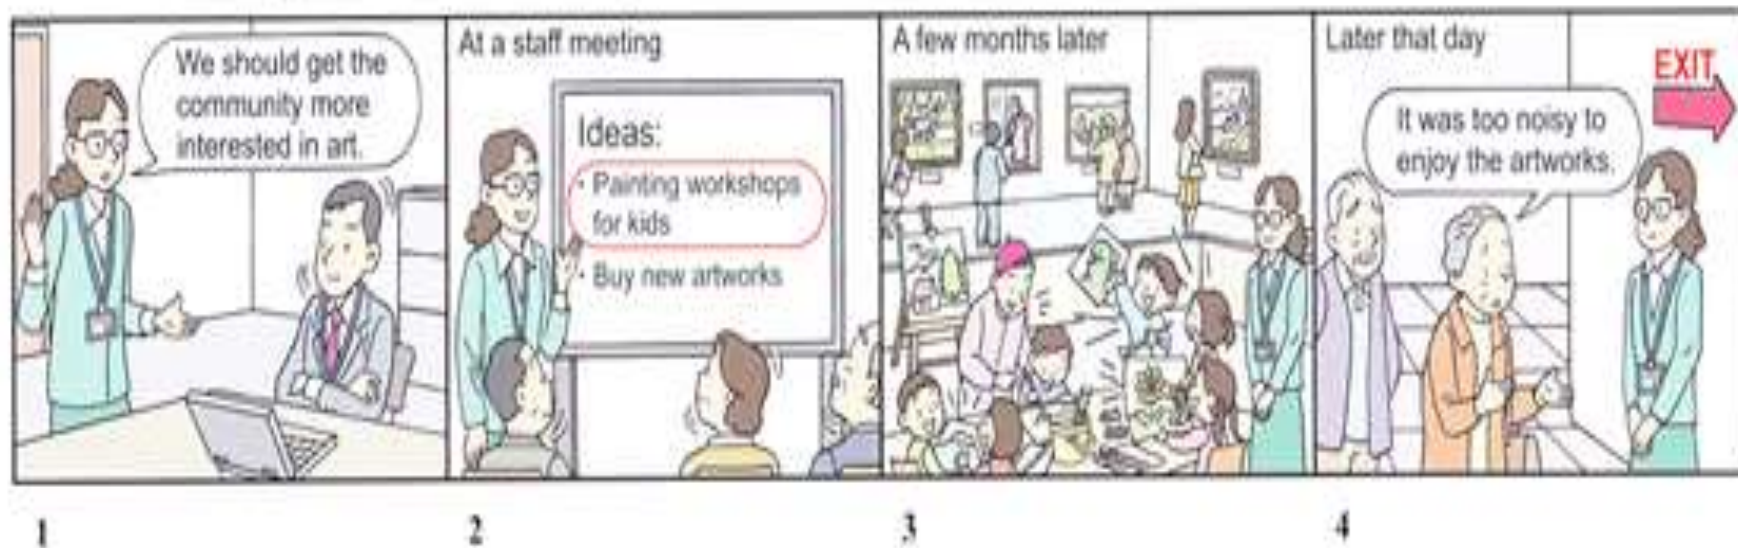 We should get the
community more
interested in art.
At a staff meeting
Ideas:
· Painting workshops
for kids
· Buy new artworks
A few months later
Later that day
EXIT
It was too noisy to
enjoy the artworks.
1
2
3
4